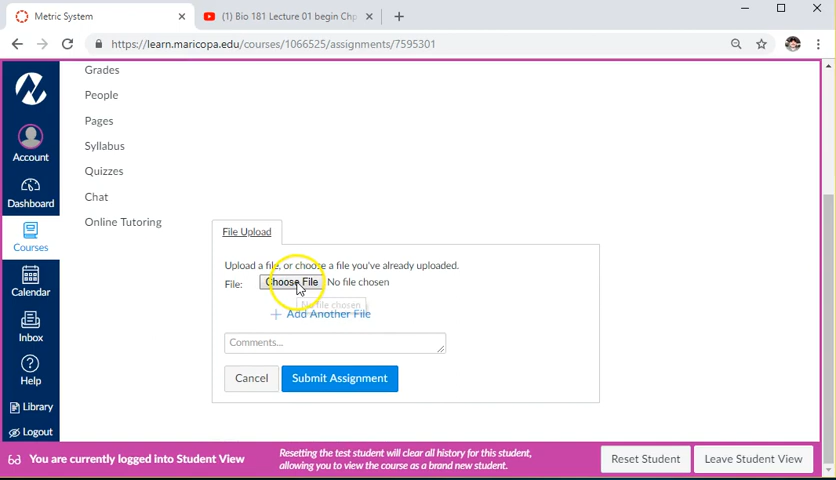 Metric System
(1) Bio 181 Lecture 01 begin Chp
https://learn.maricopa.edu/courses/1066525/assignments/7595301
Account
Dashboard
Courses
Calendar
Inbox
Help
Library
Logout
Grades
People
Pages
Syllabus
Quizzes
Chat
Online Tutoring
File Upload
Upload a file, or choose a file you've already uploaded.
File: Choose File No file chosen
No file chosen
Add Another File
Comments...
Cancel Submit Assignment
You are currently logged into Student View
Resetting the test student will clear all history for this student,
allowing you to view the course as a brand new student.
Reset Student
Leave Student View